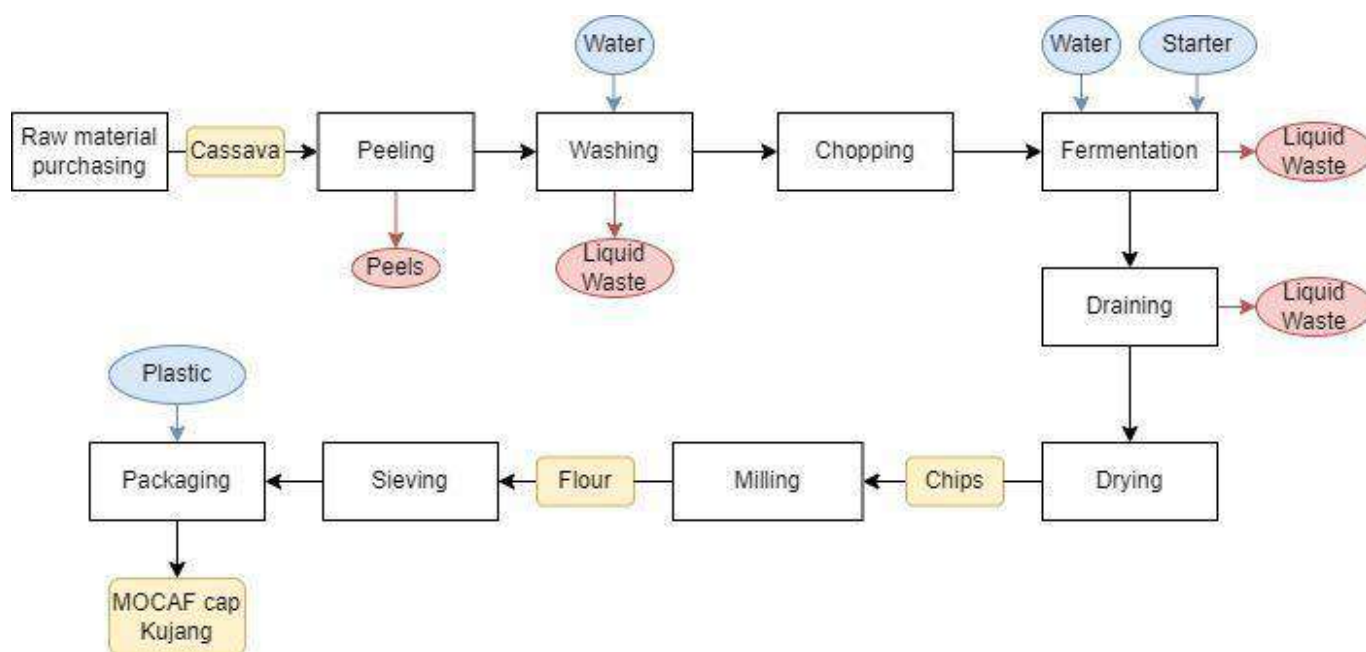 Water
Water
Starter
Raw material
purchasing
Cassava
Peeling
Washing
Chopping
Fermentation
Liquid
Waste
Peels
Liquid
Waste
Draining
Liquid
Waste
Plastic
Packaging
Sieving
Flour
Milling
Chips
Drying
MOCAF cap
Kujang